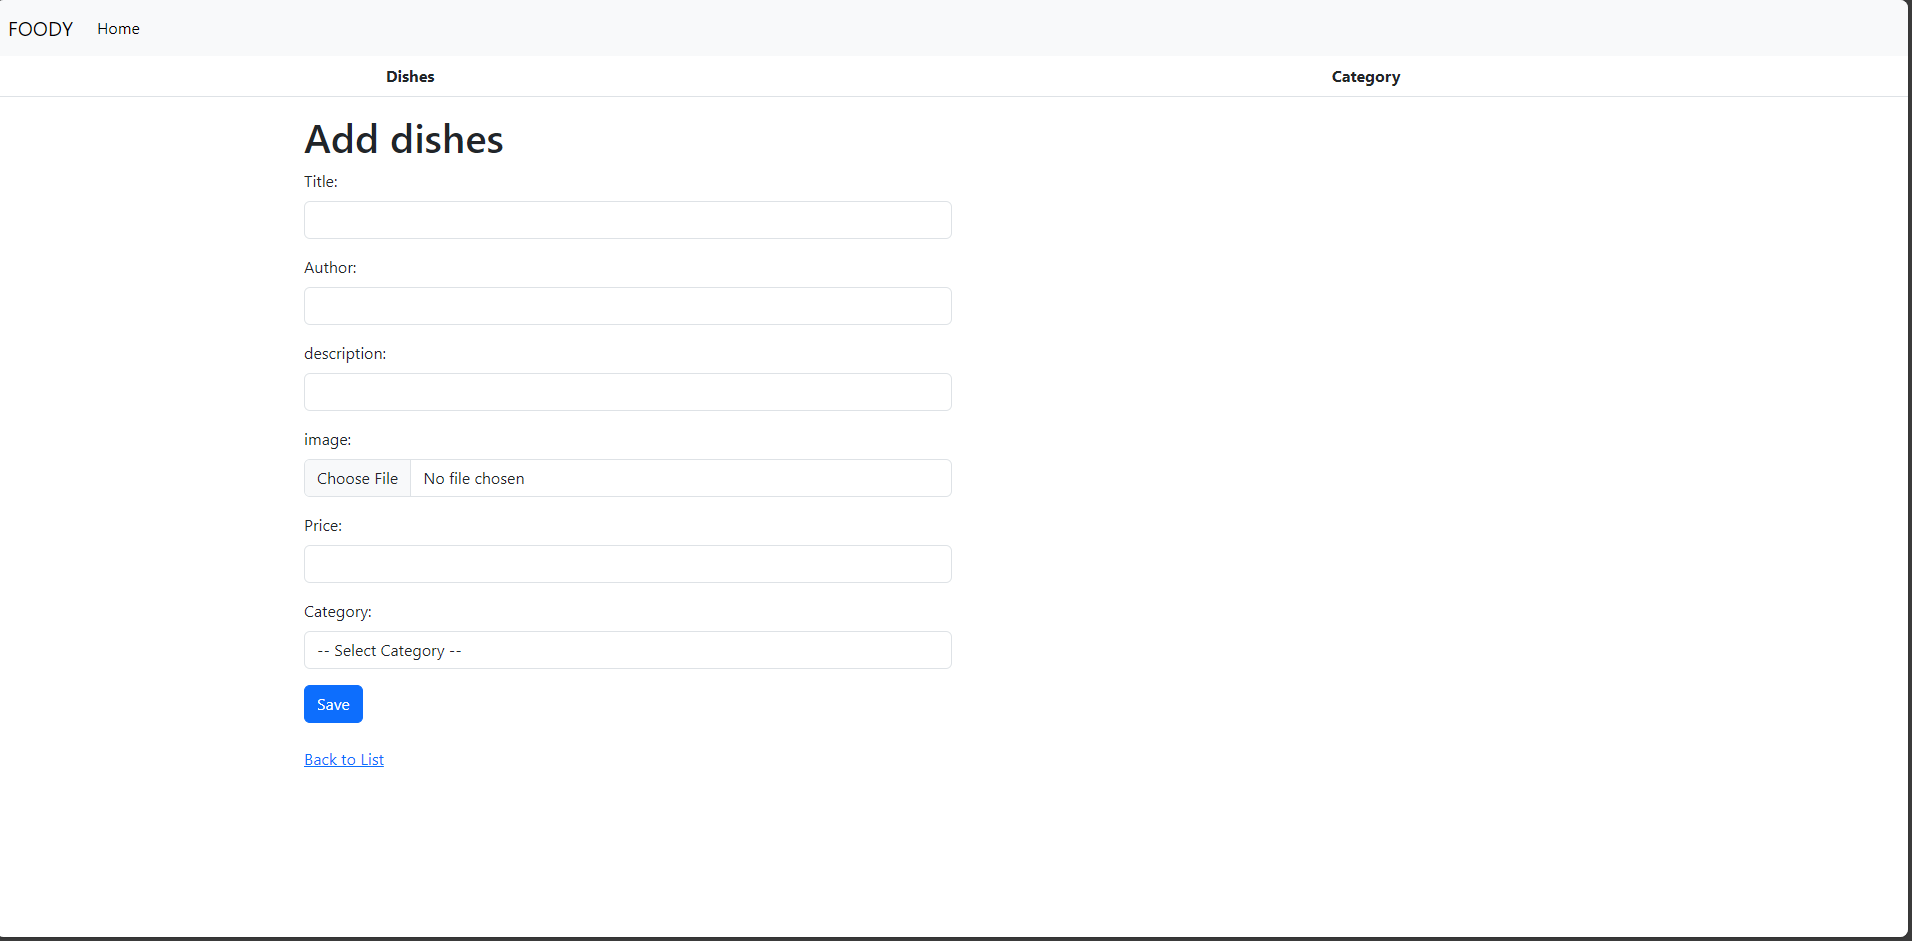 FOODY Home
Dishes Category
Add dishes
Title:
Author:
description:
image:
Choose File No file chosen
Price:
Category:
-- Select Category --
Save
Back to List